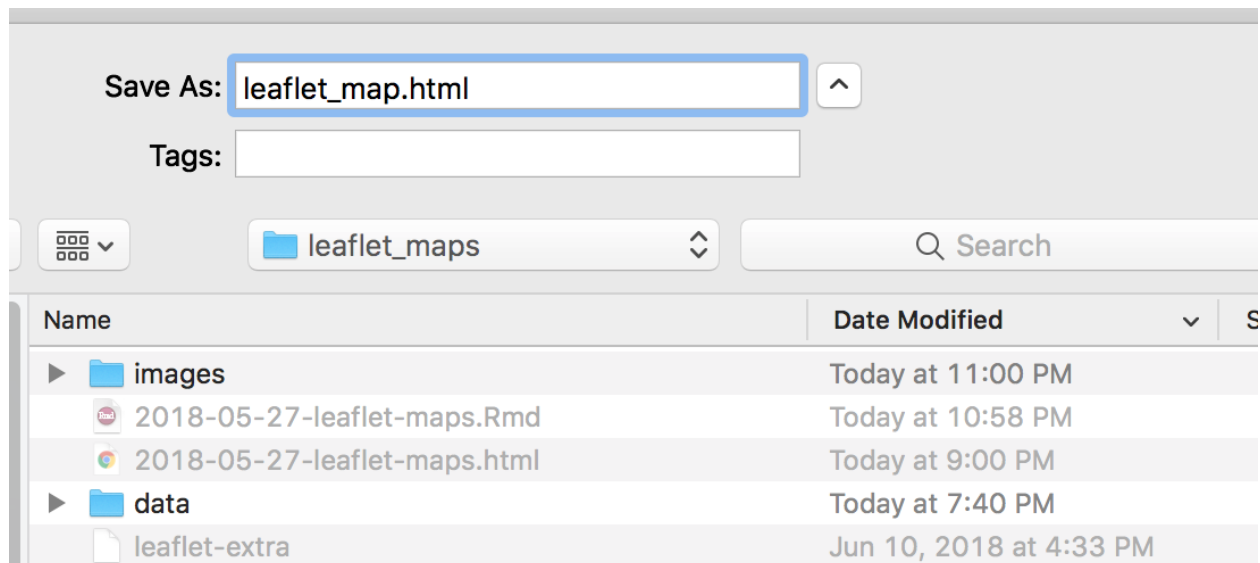 Save As: leaflet_map.html
Tags:
leaflet_maps Search
Name Date Modified S
images Today at 11:00 PM
2018-05-27-leaflet-maps.Rmd Today at 10:58 PM
2018-05-27-leaflet-maps.html Today at 9:00 PM
data Today at 7:40 PM
leaflet-extra Jun 10, 2018 at 4:33 PM